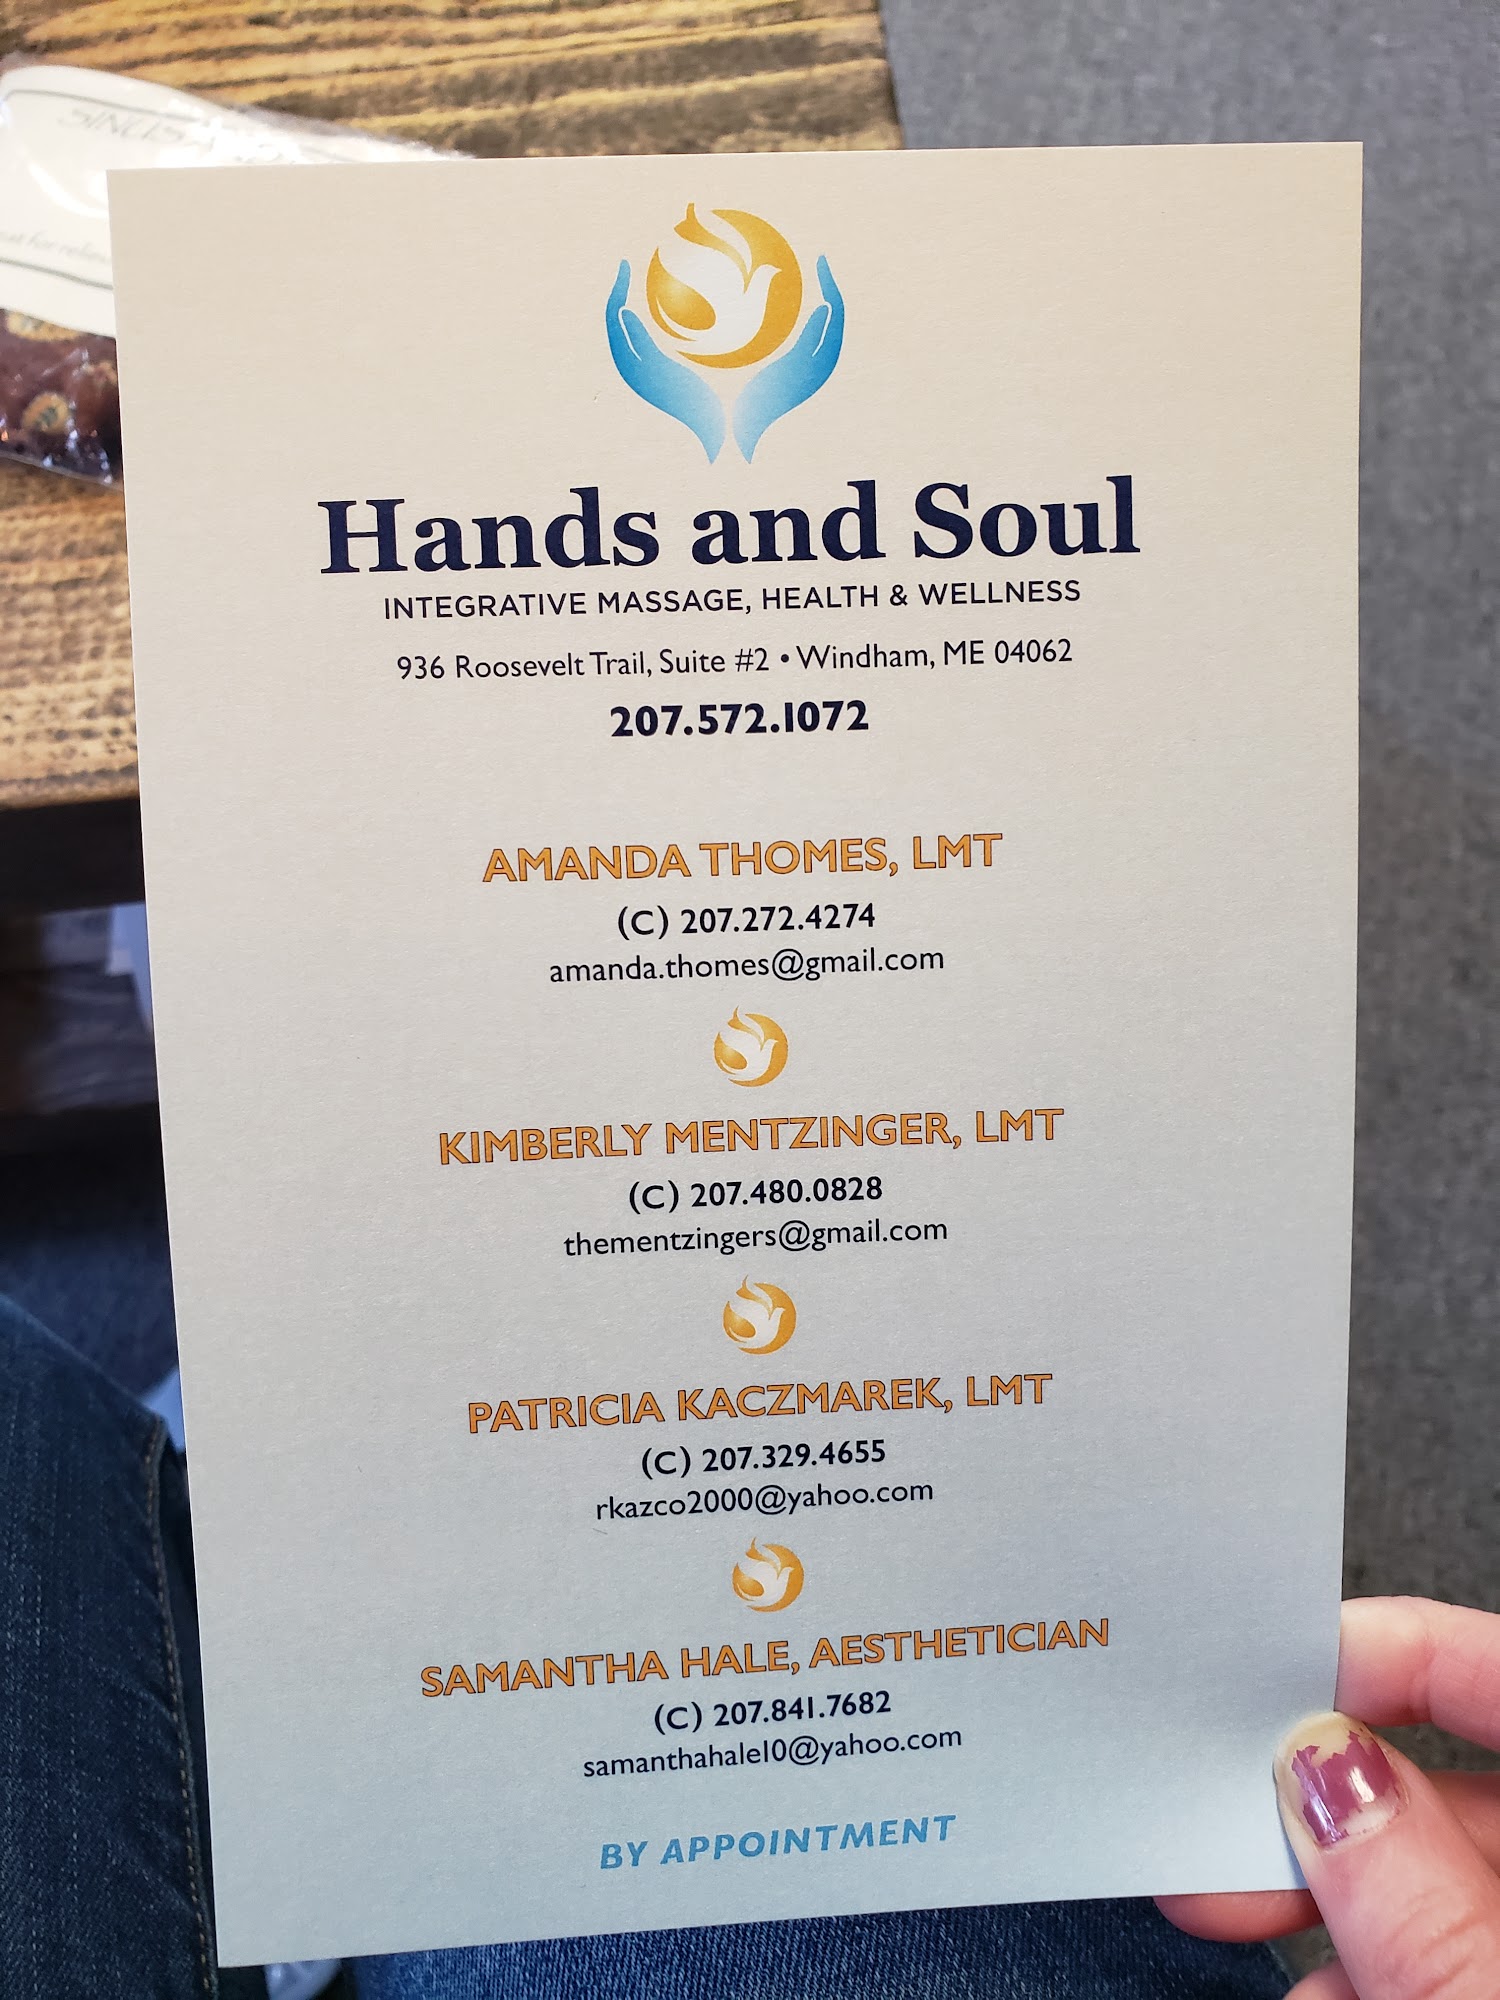 Hands and Soul
INTEGRATIVE MASSAGE, HEALTH & WELLNESS
936 Roosevelt Trail, Suite #2 • Windham, ME 04062
207.572.1072
AMANDA THOMES, LMT
(C) 207.272.4274
amanda.thomes@gmail.com
KIMBERLY MENTZINGER, LMT
(C) 207.480.0828
thementzingers@gmail.com
PATRICIA KACZMAREK, LMT
(C) 207.329.4655
rkazco2000@yahoo.com
SAMANTHA HALE, AESTHETICIAN
(C) 207.841.7682
samanthahale10@yahoo.com
BY APPOINTMENT